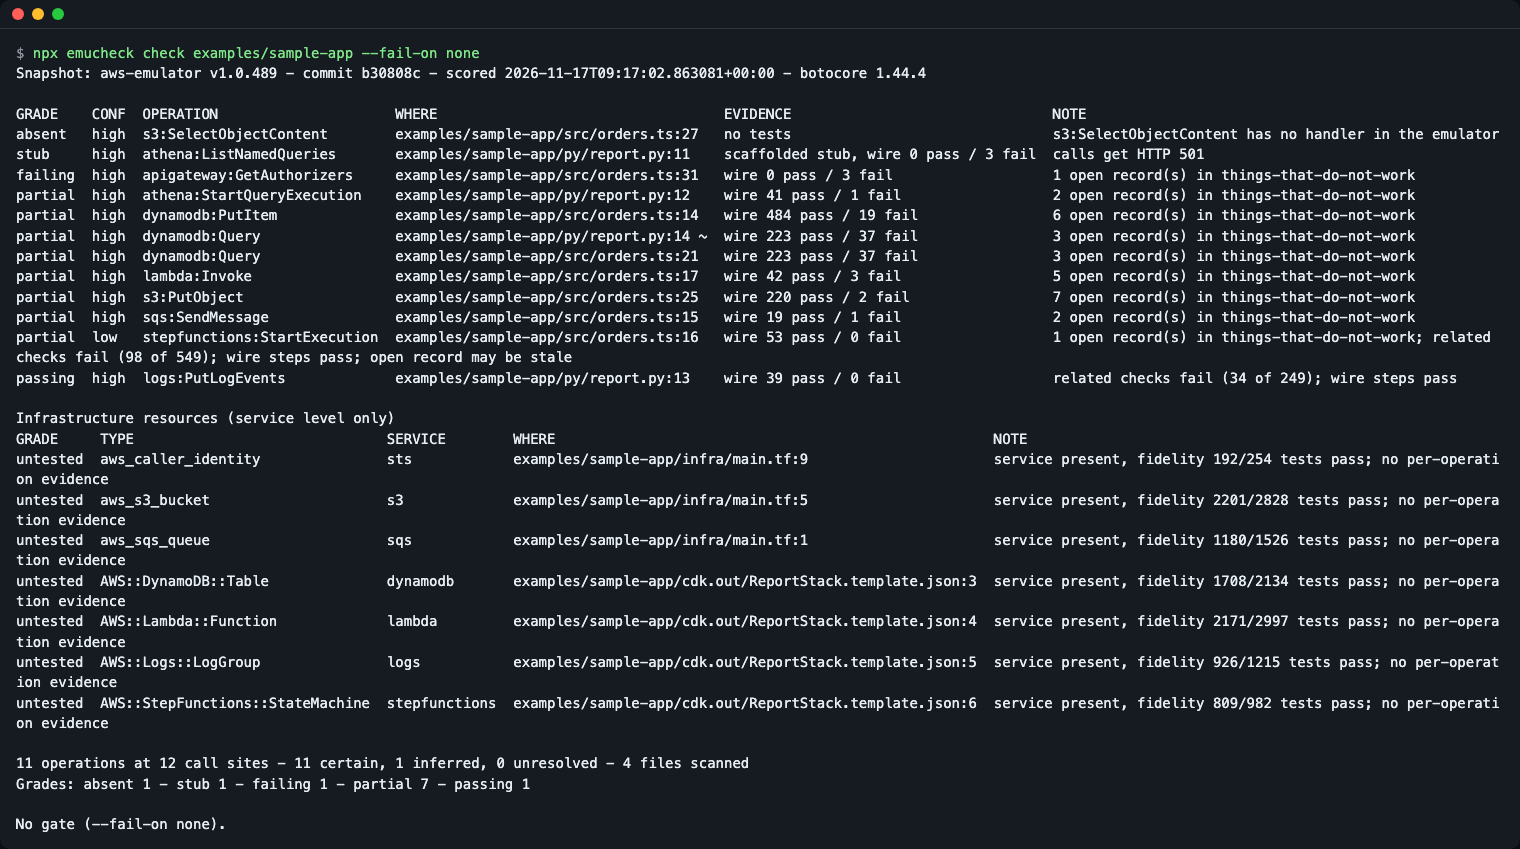 $ npx emucheck check examples/sample-app --fail-on none
Snapshot: aws-emulator v1.0.489 – commit b30808c – scored 2026-11-17T09:17:02.863081+00:00 – botocore 1.44.4
GRADE    CONF  OPERATION                     WHERE                                  EVIDENCE                               NOTE
absent   high  s3:SelectObjectContent        examples/sample-app/src/orders.ts:27   no tests                               s3:SelectObjectContent has no handler in the emulator
stub     high  athena:ListNamedQueries       examples/sample-app/py/report.py:11    scaffolded stub, wire 0 pass / 3 fail  calls get HTTP 501
failing  high  apigateway:GetAuthorizers     examples/sample-app/src/orders.ts:31   wire 0 pass / 3 fail                   1 open record(s) in things-that-do-not-work
partial  high  athena:StartQueryExecution    examples/sample-app/py/report.py:12    wire 41 pass / 1 fail                  2 open record(s) in things-that-do-not-work
partial  high  dynamodb:PutItem              examples/sample-app/src/orders.ts:14   wire 484 pass / 19 fail                6 open record(s) in things-that-do-not-work
partial  high  dynamodb:Query                examples/sample-app/py/report.py:14 ~  wire 223 pass / 37 fail                3 open record(s) in things-that-do-not-work
partial  high  dynamodb:Query                examples/sample-app/src/orders.ts:21   wire 223 pass / 37 fail                3 open record(s) in things-that-do-not-work
partial  high  lambda:Invoke                 examples/sample-app/src/orders.ts:17   wire 42 pass / 3 fail                  5 open record(s) in things-that-do-not-work
partial  high  s3:PutObject                  examples/sample-app/src/orders.ts:25   wire 220 pass / 2 fail                 7 open record(s) in things-that-do-not-work
partial  high  sqs:SendMessage               examples/sample-app/src/orders.ts:15   wire 19 pass / 1 fail                  2 open record(s) in things-that-do-not-work
partial  low   stepfunctions:StartExecution  examples/sample-app/src/orders.ts:16   wire 53 pass / 0 fail                  1 open record(s) in things-that-do-not-work; related
checks fail (98 of 549); wire steps pass; open record may be stale
passing  high  logs:PutLogEvents             examples/sample-app/py/report.py:13    wire 39 pass / 0 fail                  related checks fail (34 of 249); wire steps pass
Infrastructure resources (service level only)
GRADE     TYPE                              SERVICE        WHERE                                                    NOTE
untested  aws_caller_identity               sts            examples/sample-app/infra/main.tf:9                      service present, fidelity 192/254 tests pass; no per-operati
on evidence
untested  aws_s3_bucket                     s3             examples/sample-app/infra/main.tf:5                      service present, fidelity 2201/2828 tests pass; no per-opera
tion evidence
untested  aws_sqs_queue                     sqs            examples/sample-app/infra/main.tf:1                      service present, fidelity 1180/1526 tests pass; no per-opera
tion evidence
untested  AWS::DynamoDB::Table              dynamodb       examples/sample-app/cdk.out/ReportStack.template.json:3  service present, fidelity 1708/2134 tests pass; no per-opera
tion evidence
untested  AWS::Lambda::Function             lambda         examples/sample-app/cdk.out/ReportStack.template.json:4  service present, fidelity 2171/2997 tests pass; no per-opera
tion evidence
untested  AWS::Logs::LogGroup               logs           examples/sample-app/cdk.out/ReportStack.template.json:5  service present, fidelity 926/1215 tests pass; no per-operat
ion evidence
untested  AWS::StepFunctions::StateMachine  stepfunctions  examples/sample-app/cdk.out/ReportStack.template.json:6  service present, fidelity 809/982 tests pass; no per-operati
on evidence
11 operations at 12 call sites – 11 certain, 1 inferred, 0 unresolved – 4 files scanned
Grades: absent 1 – stub 1 – failing 1 – partial 7 – passing 1
No gate (--fail-on none).